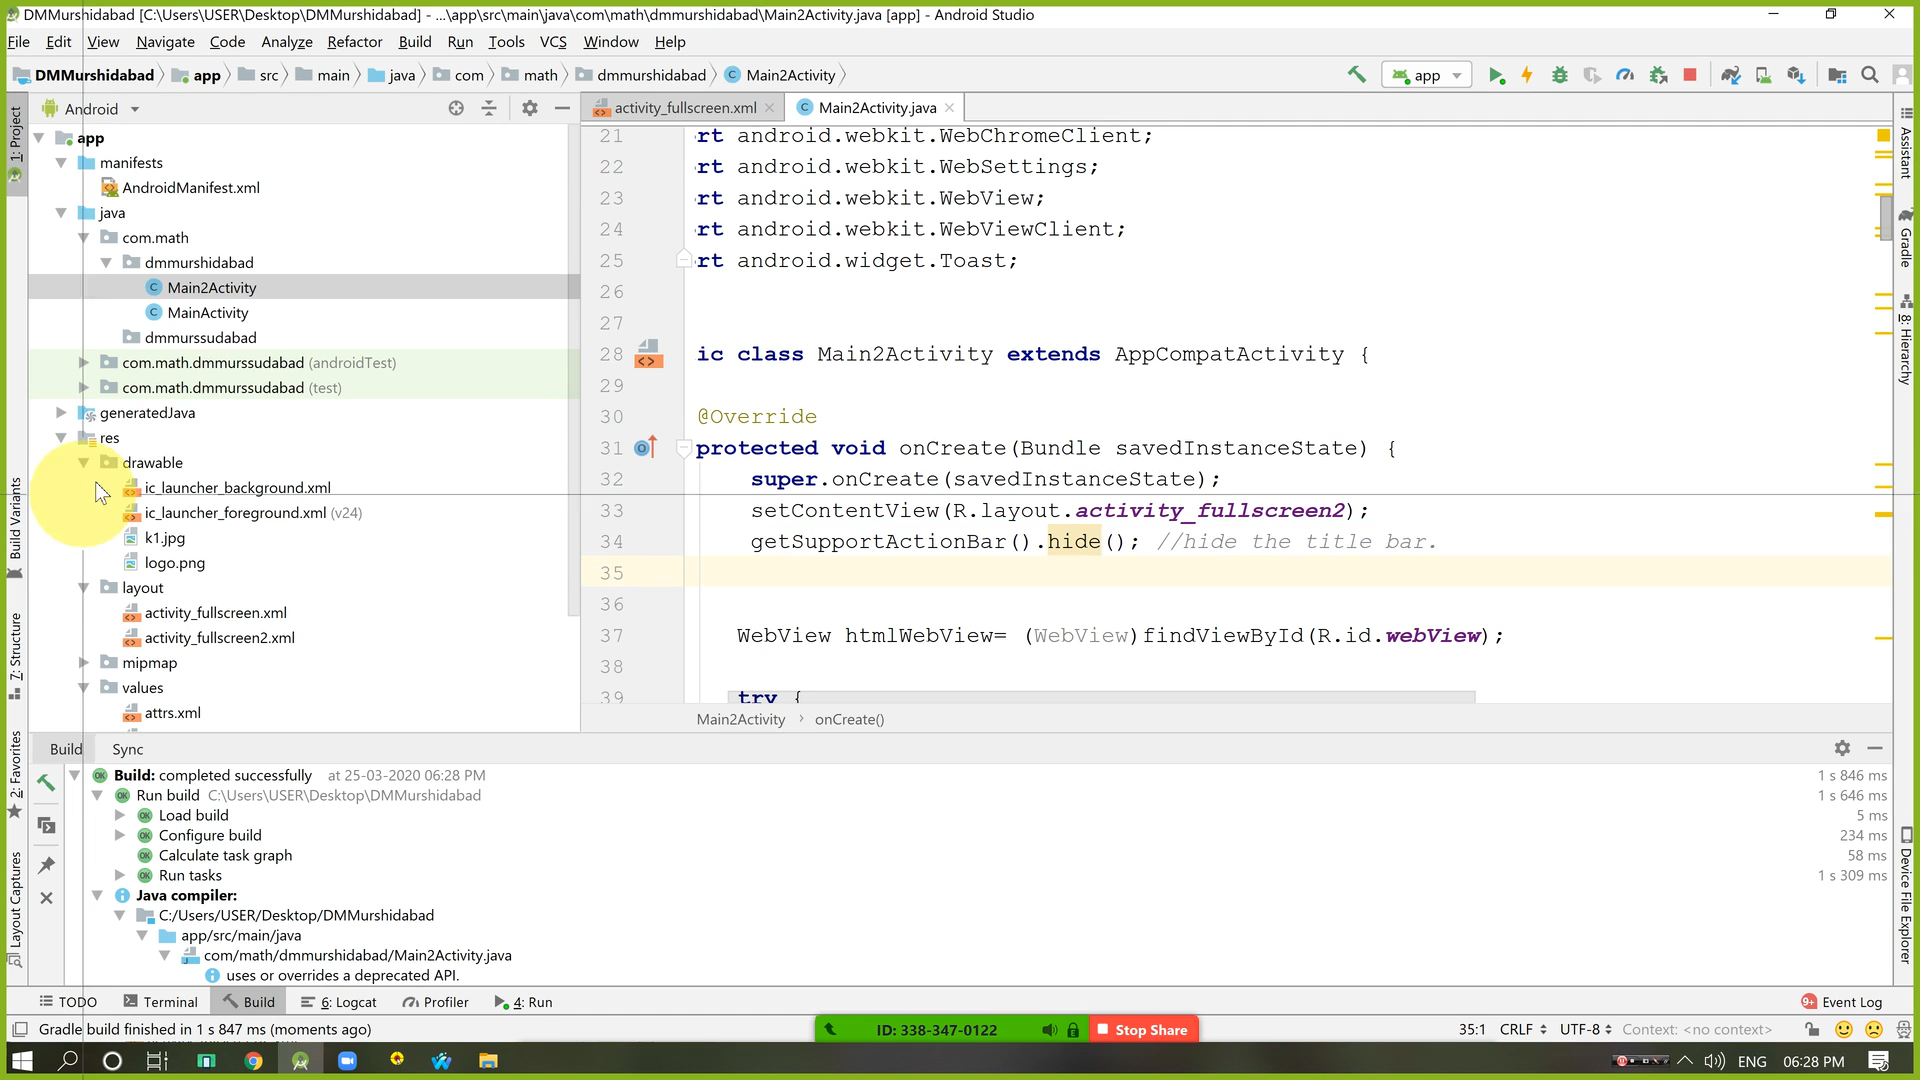 DMMurshidabad [C:\Users\USER\Desktop\DMMurshidabad] - ...\app\src\main\java\com\math\dmmurshidabad\Main2Activity.java [app] - Android Studio
File Edit View Navigate Code Analyze Refactor Build Run Tools VCS Window Help
DMMurshidabad app src main java com math dmmurshidabad Main2Activity
app
1: Project
Android
activity_fullscreen.xml
Main2Activity.java
app
manifests
AndroidManifest.xml
java
com.math
dmmurshidabad
Main2Activity
MainActivity
dmmurssudabad
com.math.dmmurssudabad (androidTest)
com.math.dmmurssudabad (test)
generatedJava
res
drawable
ic_launcher_background.xml
ic_launcher_foreground.xml (v24)
k1.jpg
logo.png
layout
activity_fullscreen.xml
activity_fullscreen2.xml
mipmap
values
attrs.xml
21 rt android.webkit.WebChromeClient;
22 rt android.webkit.WebSettings;
23 rt android.webkit.WebView;
24 rt android.webkit.WebViewClient;
25 rt android.widget.Toast;
26
27
28 ic class Main2Activity extends AppCompatActivity {
29
30 @Override
31 protected void onCreate(Bundle savedInstanceState) {
32 super.onCreate(savedInstanceState);
33 setContentView(R.layout.activity_fullscreen2);
34 getSupportActionBar().hide(); //hide the title bar.
35
36
37 WebView htmlWebView= (WebView)findViewById(R.id.webView);
38
39 try {
Main2Activity › onCreate()
Assistant
Gradle
8: Hierarchy
Device File Explorer
Build Variants
7: Structure
2: Favorites
Layout Captures
Build Sync
Build: completed successfully at 25-03-2020 06:28 PM 1 s 846 ms
Run build C:\Users\USER\Desktop\DMMurshidabad 1 s 646 ms
Load build 5 ms
Configure build 234 ms
Calculate task graph 58 ms
Run tasks 1 s 309 ms
Java compiler:
C:/Users/USER/Desktop/DMMurshidabad
app/src/main/java
com/math/dmmurshidabad/Main2Activity.java
uses or overrides a deprecated API.
TODO Terminal Build 6: Logcat Profiler 4: Run 9+ Event Log
Gradle build finished in 1 s 847 ms (moments ago)
ID: 338-347-0122 Stop Share
35:1 CRLF UTF-8 Context: <no context>
ENG 06:28 PM